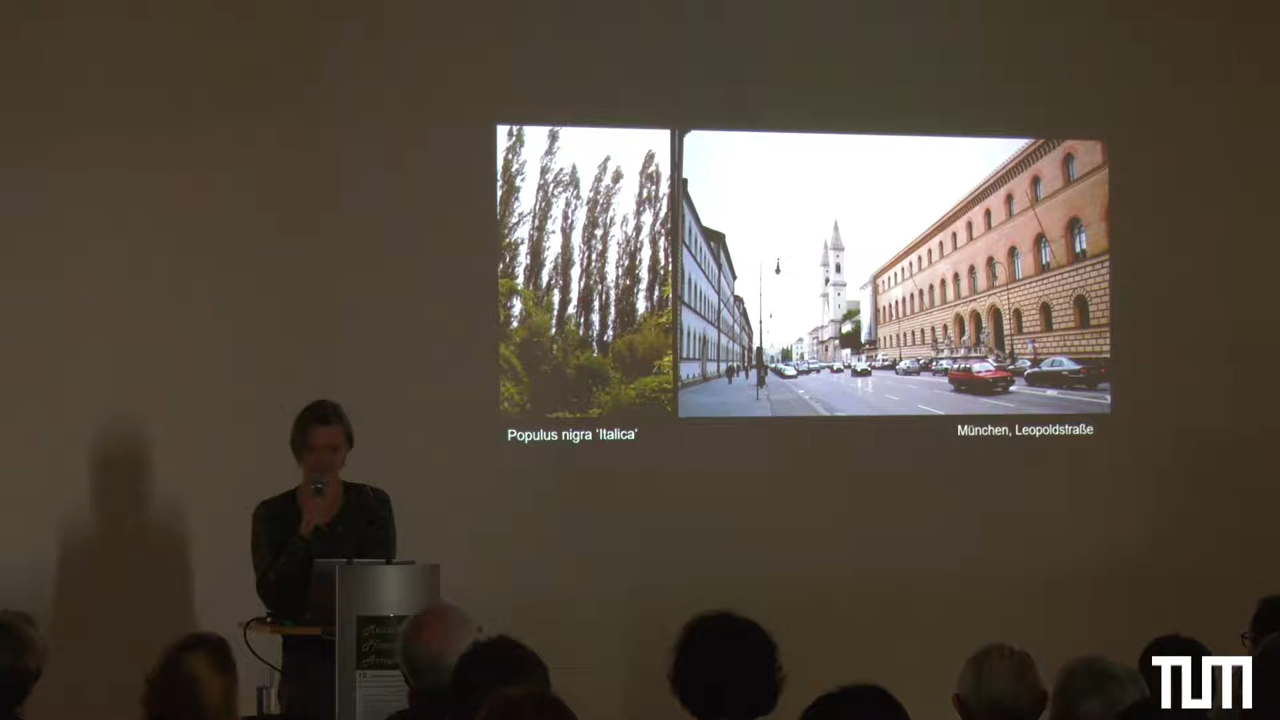 Populus nigra ‘Italica’
München, Leopoldstraße
TUM